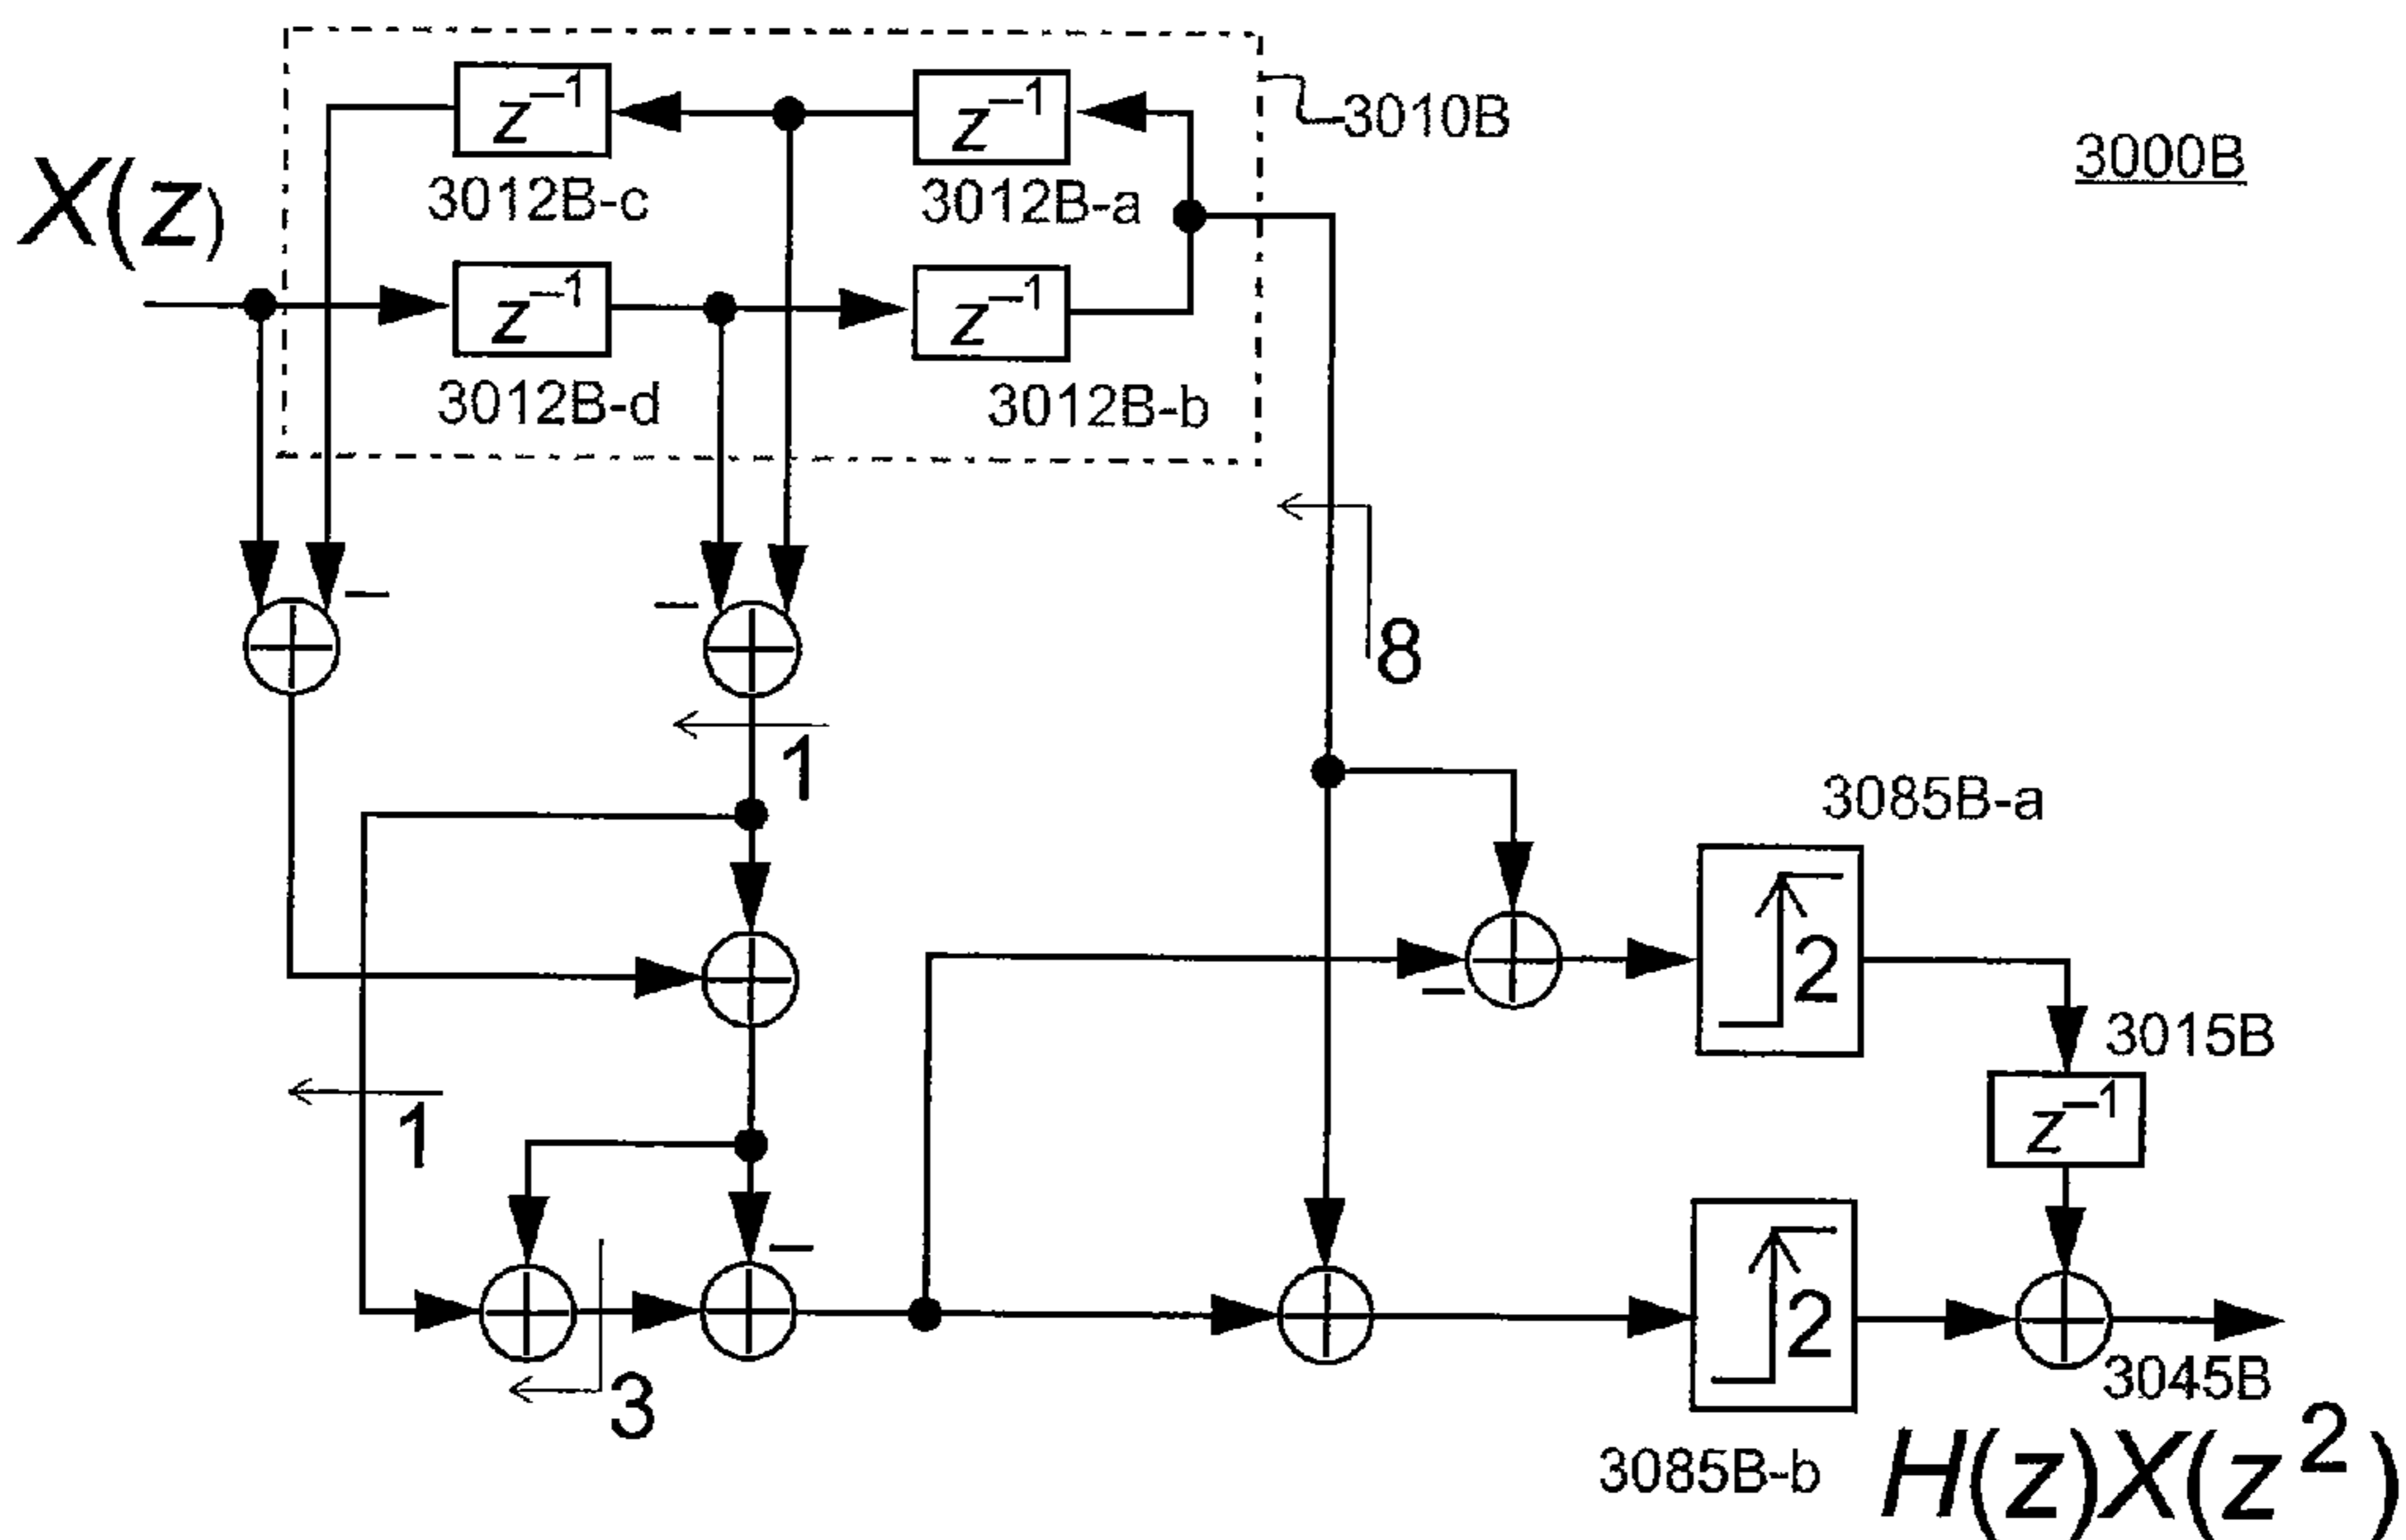 3010B
3000B
z⁻¹
z⁻¹
3012B-c
3012B-a
X(z)
z⁻¹
z⁻¹
3012B-d
3012B-b
−
−
8
1
3085B-a
2
−
3015B
1
z⁻¹
−
2
3
3045B
3085B-b
H(z)X(z²)